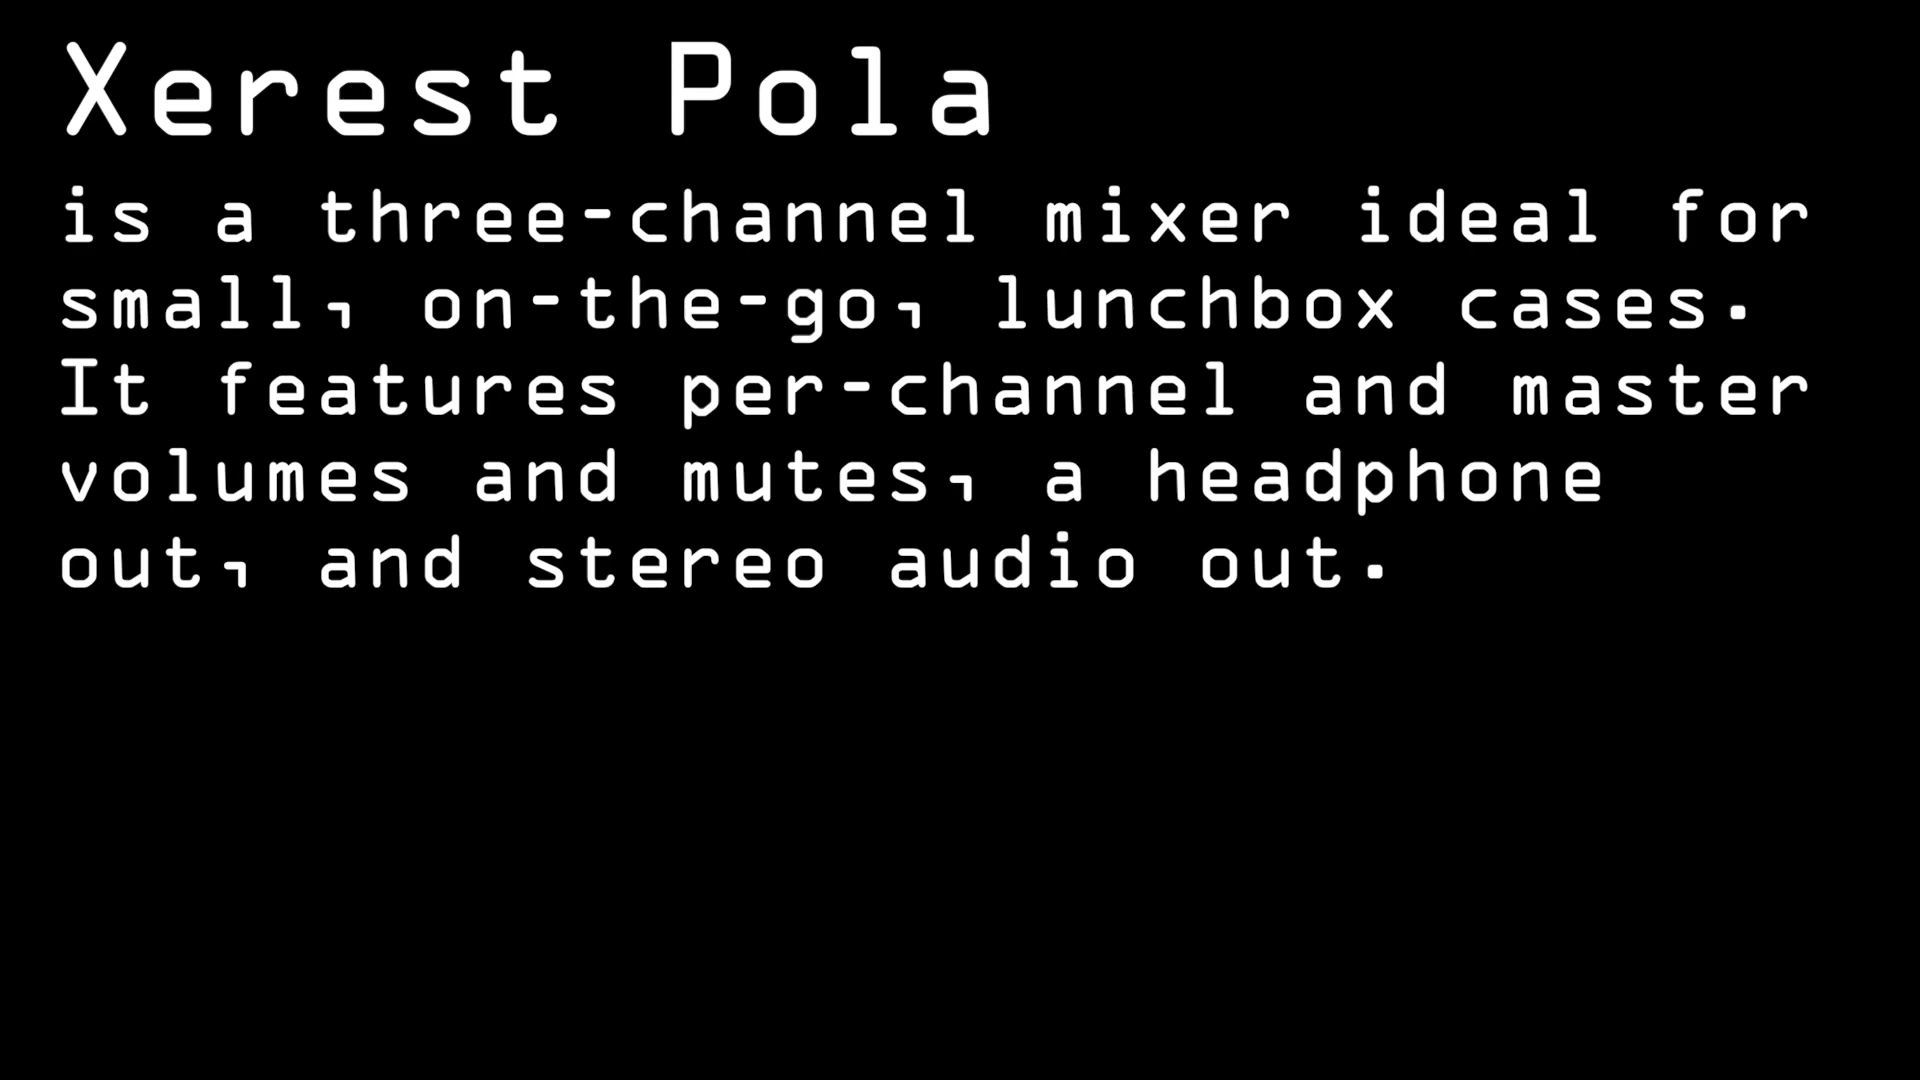 Xerest Pola
is a three-channel mixer ideal for
small, on-the-go, lunchbox cases.
It features per-channel and master
volumes and mutes, a headphone
out, and stereo audio out.